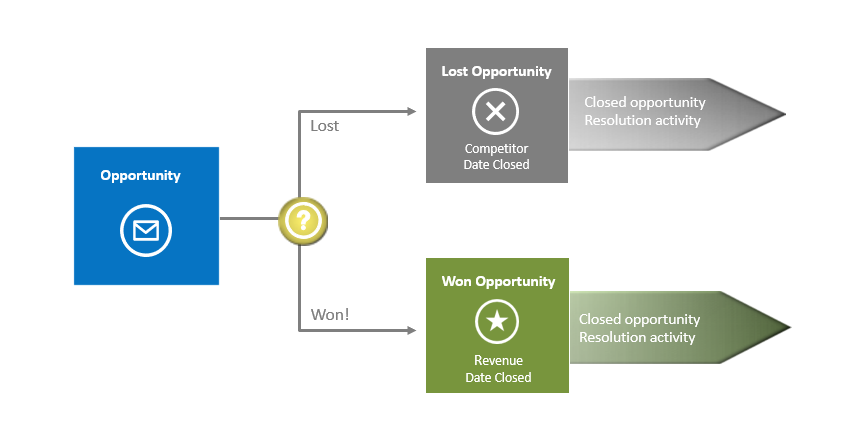 Opportunity
?
Lost
Lost Opportunity
Competitor
Date Closed
Closed opportunity
Resolution activity
Won!
Won Opportunity
Revenue
Date Closed
Closed opportunity
Resolution activity